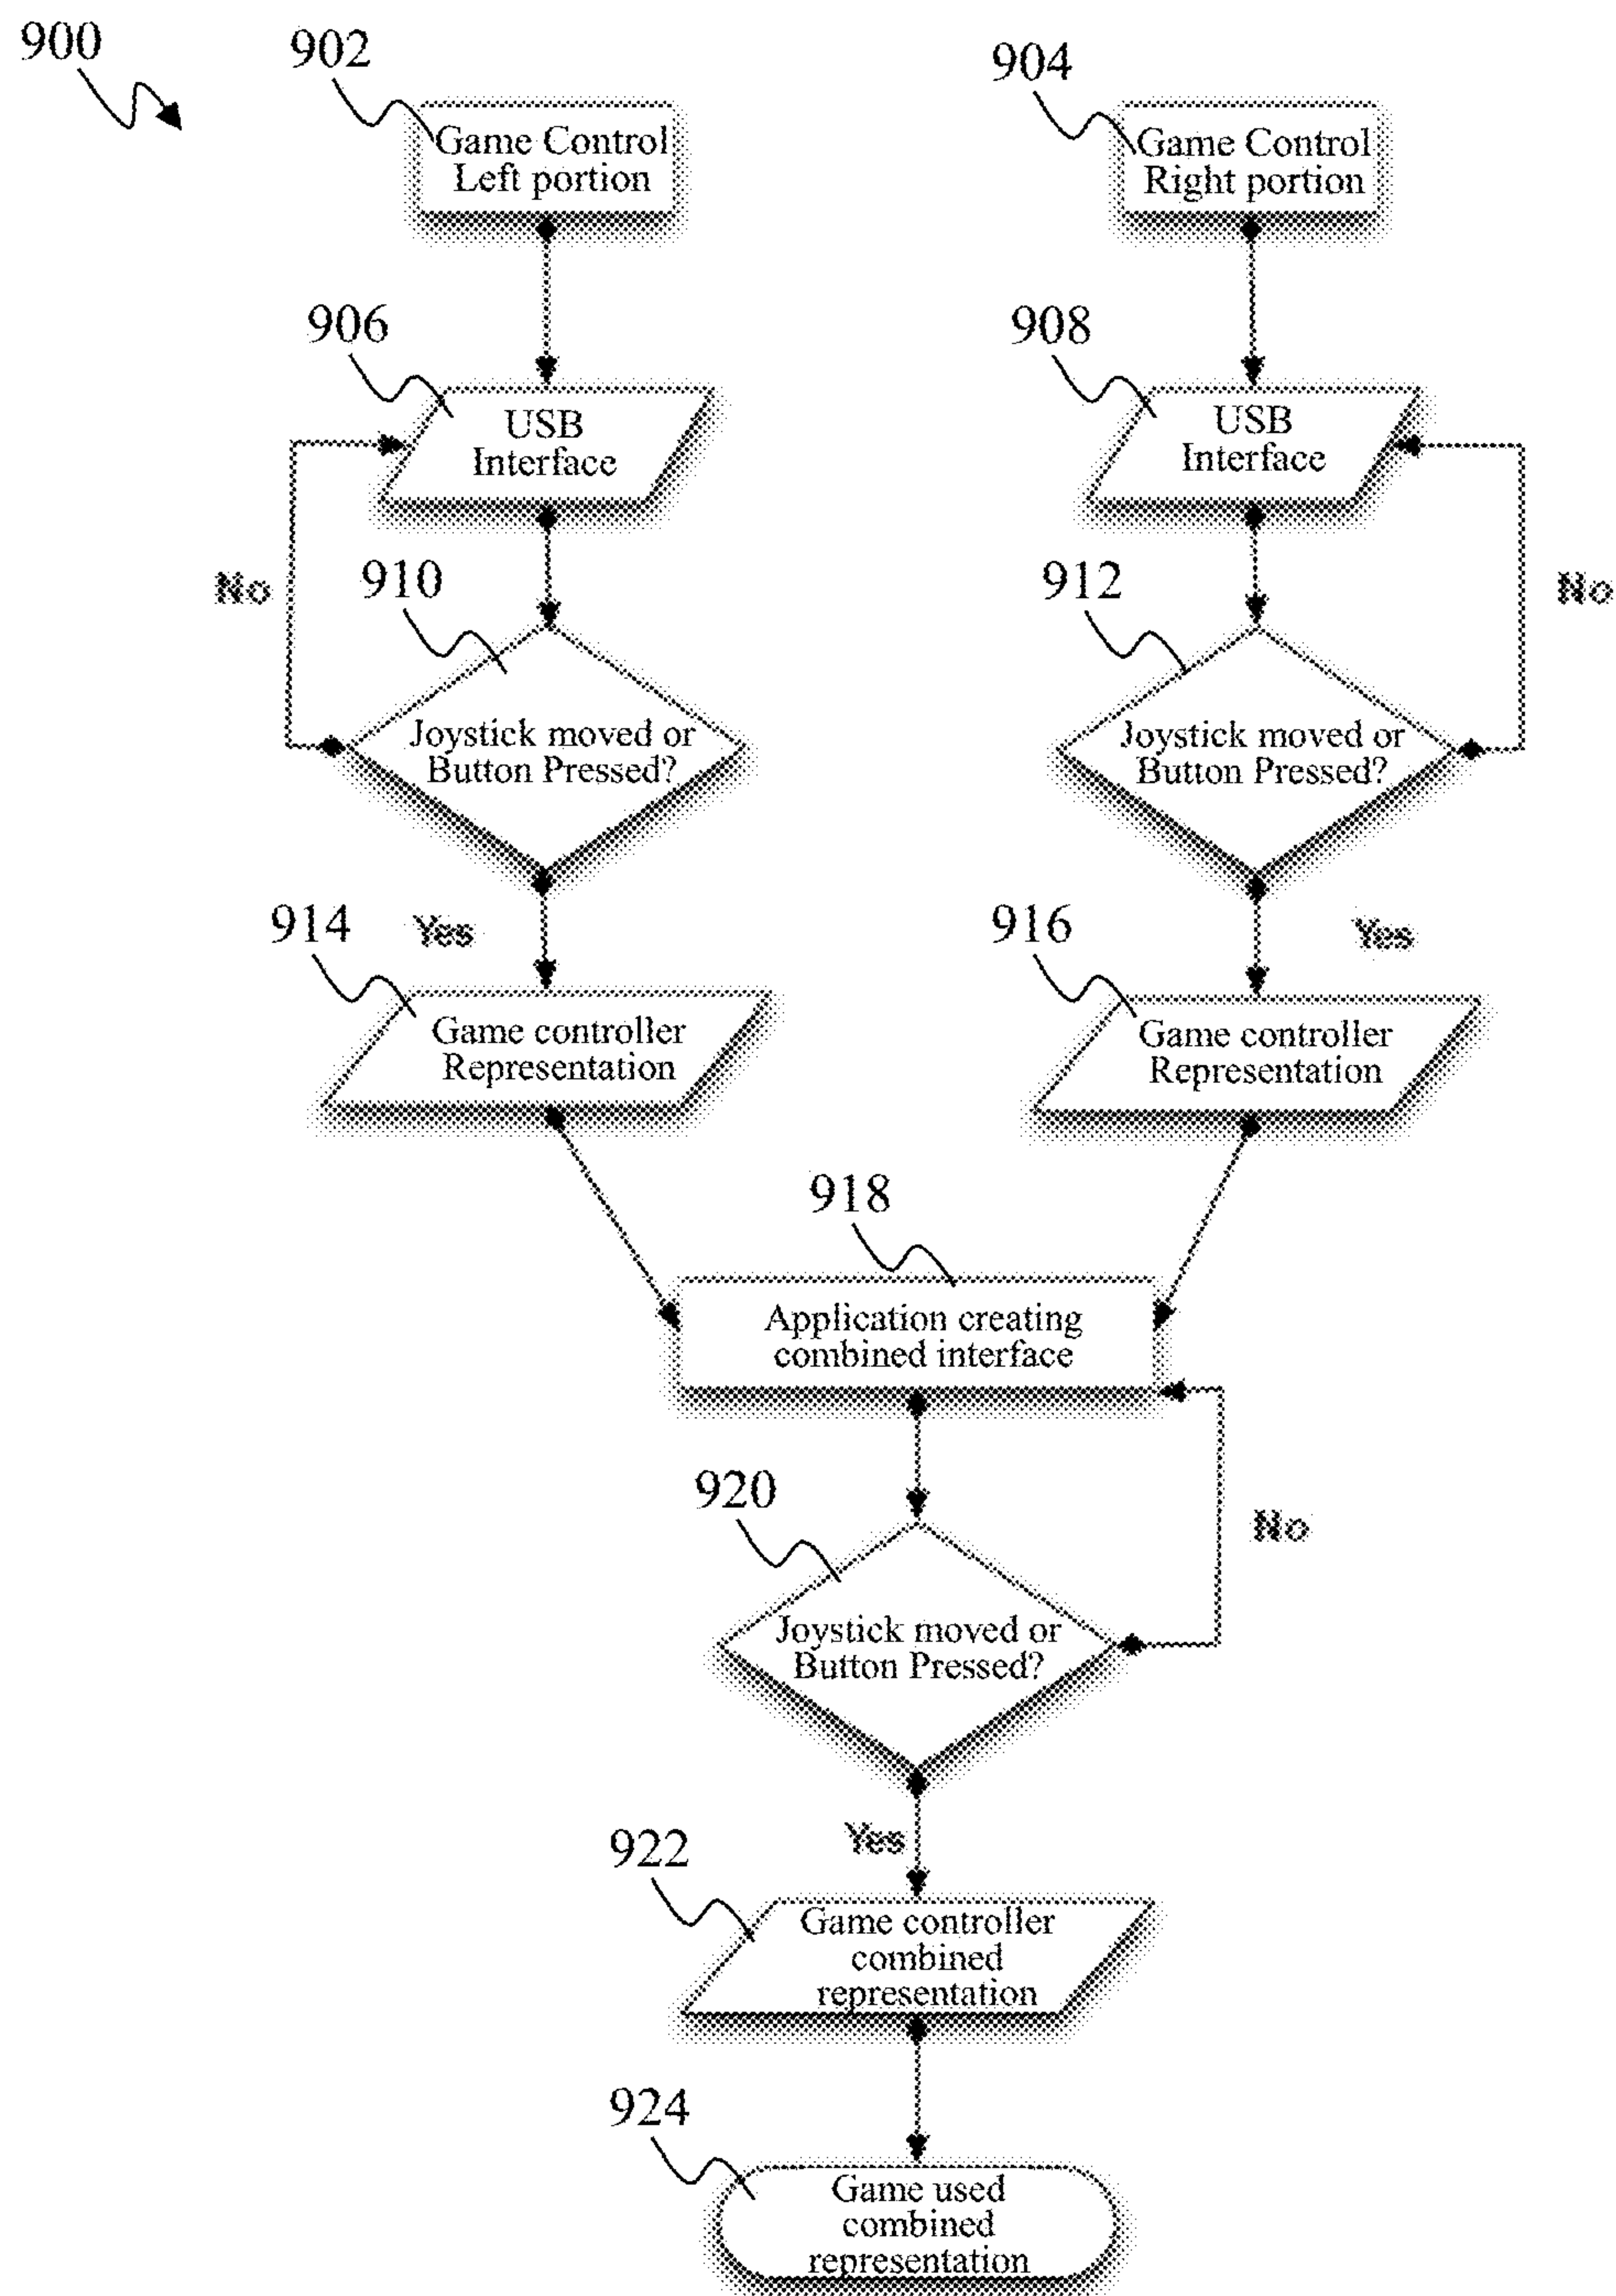 900
902
904
Game Control
Left portion
Game Control
Right portion
906
908
USB
Interface
USB
Interface
No
910
912
No
Joystick moved or
Button Pressed?
Joystick moved or
Button Pressed?
914
Yes
916
Yes
Game controller
Representation
Game controller
Representation
918
Application creating
combined interface
920
No
Joystick moved or
Button Pressed?
Yes
922
Game controller
combined
representation
924
Game used
combined
representation